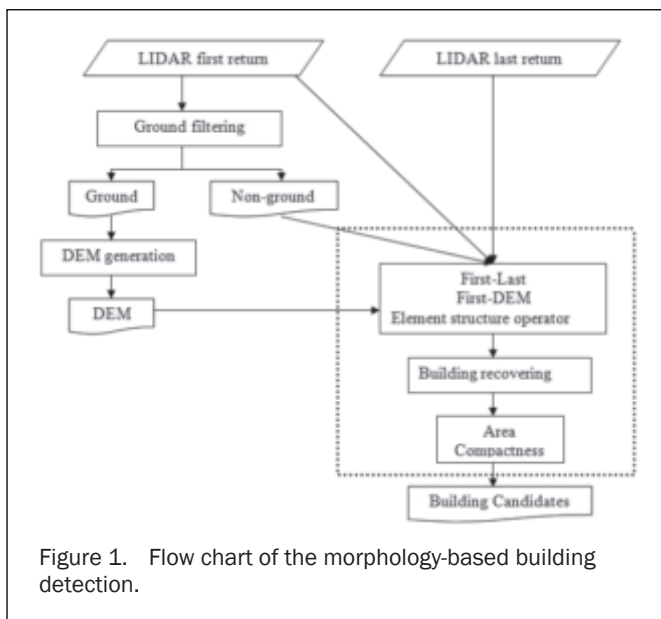 LIDAR first return
LIDAR last return
Ground filtering
Ground
Non-ground
DEM generation
DEM
First-Last
First-DEM
Element structure operator
Building recovering
Area
Compactness
Building Candidates
Figure 1. Flow chart of the morphology-based building
detection.